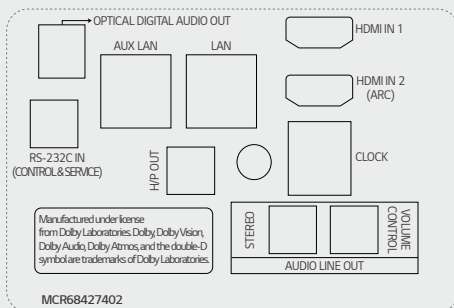 OPTICAL DIGITAL AUDIO OUT
AUX LAN
LAN
HDMI IN 1
HDMI IN 2
(ARC)
RS-232C IN
(CONTROL & SERVICE)
H/P OUT
CLOCK
Manufactured under license
from Dolby Laboratories. Dolby, Dolby Vision,
Dolby Audio, Dolby Atmos, and the double-D
symbol are trademarks of Dolby Laboratories.
STEREO
VOLUME
CONTROL
AUDIO LINE OUT
MCR68427402